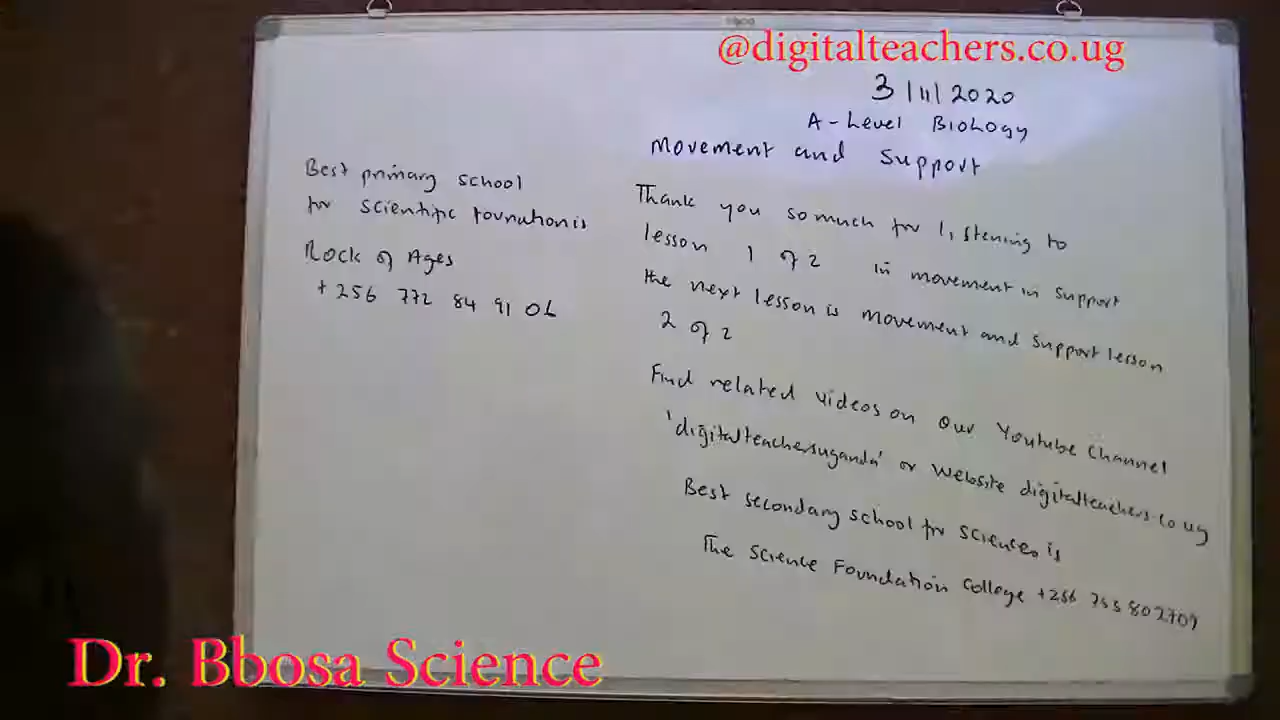 @digitalteachers.co.ug
3/11/2020
A-Level Biology
Movement and Support
Best primary school
for scientific foundation is
Rock of Ages
+256 772 84 91 06
Thank you so much for listening to
lesson 1 of 2 in movement in support
the next lesson is movement and support lesson
2 of 2
Find related videos on our Youtube Channel
'digitalteachersuganda' or website digitalteachers.co.ug
Best secondary school for sciences is
The Science Foundation College +256 753 802709
Dr. Bbosa Science